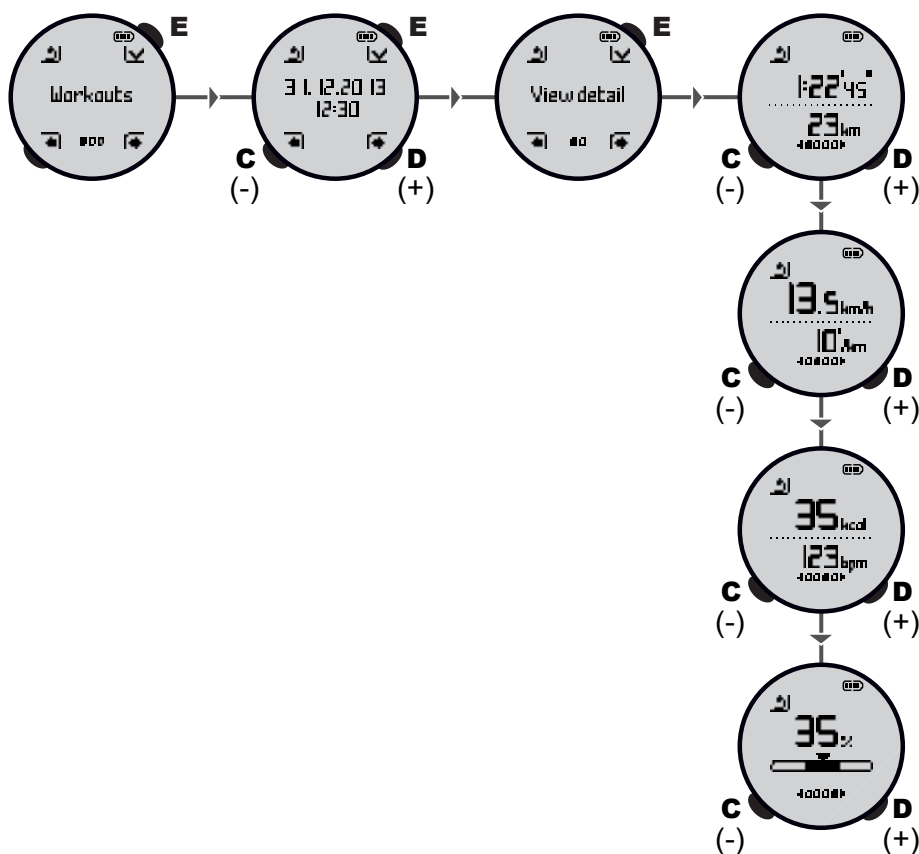 E
Workouts
E
31.12.2013
12:30
C
(-)
D
(+)
E
View detail
1:22'45"
23km
C
(-)
D
(+)
13.5km/h
10'/km
C
(-)
D
(+)
35kcal
123bpm
C
(-)
D
(+)
35%
C
(-)
D
(+)